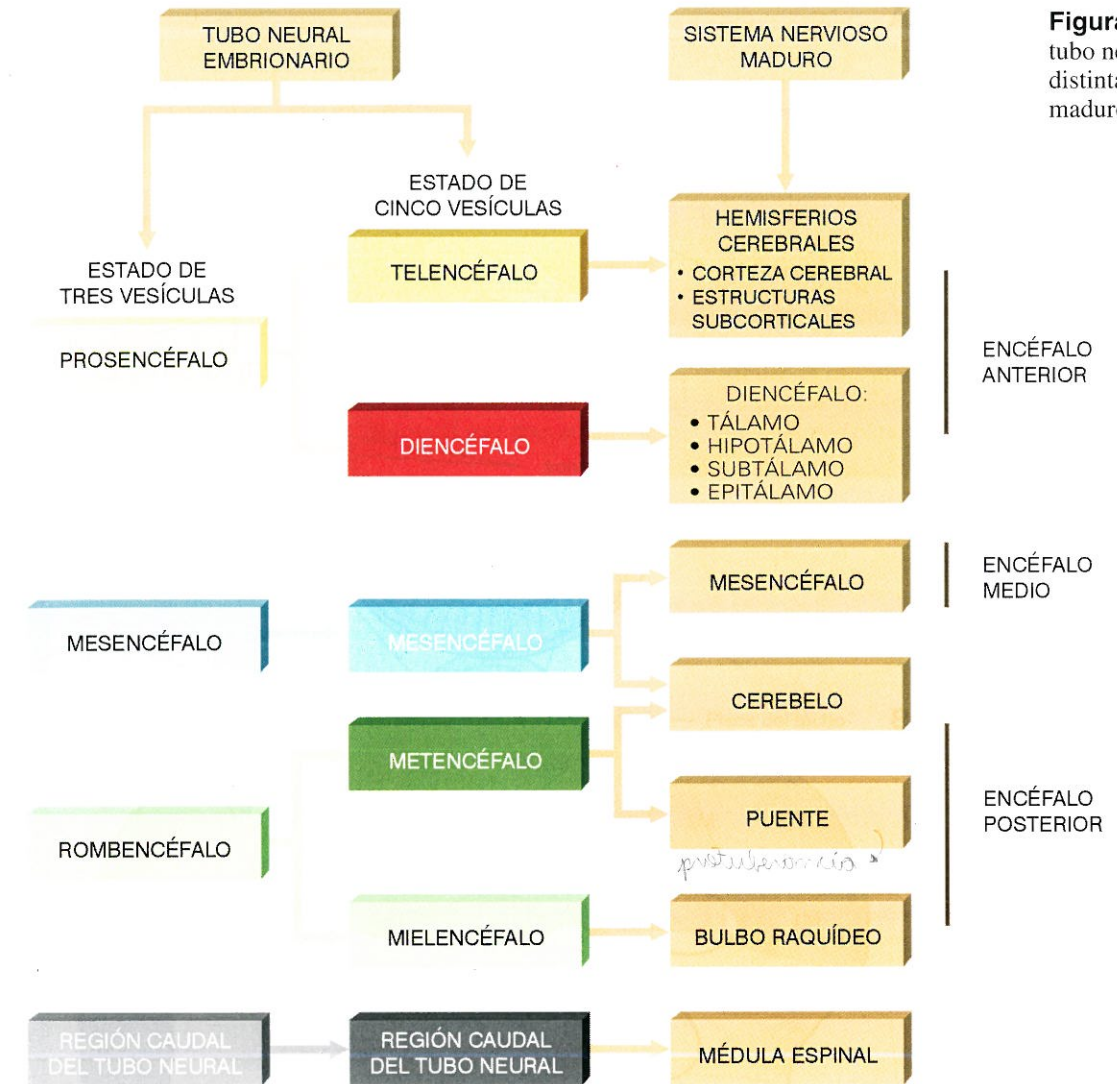 TUBO NEURAL
EMBRIONARIO
SISTEMA NERVIOSO
MADURO
Figura
tubo ne
distinta
madure
ESTADO DE
CINCO VESÍCULAS
ESTADO DE
TRES VESÍCULAS
PROSENCÉFALO
TELENCÉFALO
HEMISFERIOS
CEREBRALES
• CORTEZA CEREBRAL
• ESTRUCTURAS
SUBCORTICALES
ENCÉFALO
ANTERIOR
DIENCÉFALO
DIENCÉFALO:
• TÁLAMO
• HIPOTÁLAMO
• SUBTÁLAMO
• EPITÁLAMO
MESENCÉFALO
MESENCÉFALO
MESENCÉFALO
ENCÉFALO
MEDIO
CEREBELO
ROMBENCÉFALO
METENCÉFALO
PUENTE
ENCÉFALO
POSTERIOR
MIELENCÉFALO
BULBO RAQUÍDEO
REGIÓN CAUDAL
DEL TUBO NEURAL
REGIÓN CAUDAL
DEL TUBO NEURAL
MÉDULA ESPINAL